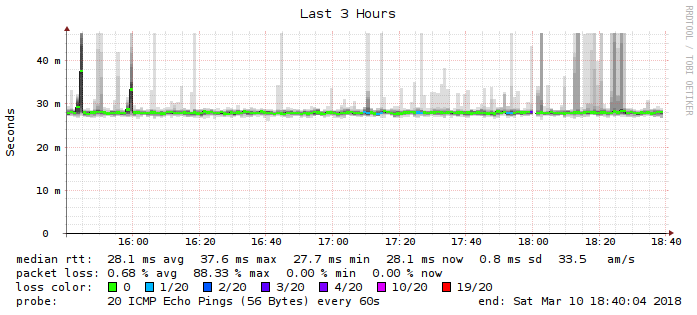 Last 3 Hours
RRDTOOL / TOBI OETIKER
Seconds
40 m
30 m
20 m
10 m
0
16:00 16:20 16:40 17:00 17:20 17:40 18:00 18:20 18:40
median rtt: 28.1 ms avg 37.6 ms max 27.7 ms min 28.1 ms now 0.8 ms sd 33.5 am/s
packet loss: 0.68 % avg 88.33 % max 0.00 % min 0.00 % now
loss color: 0 1/20 2/20 3/20 4/20 10/20 19/20
probe: 20 ICMP Echo Pings (56 Bytes) every 60s end: Sat Mar 10 18:40:04 2018